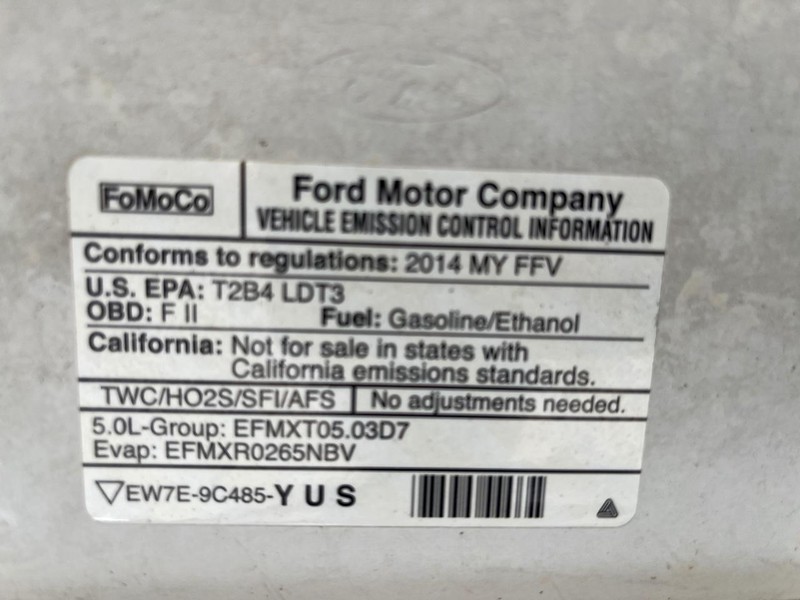 FoMoCo
Ford Motor Company
VEHICLE EMISSION CONTROL INFORMATION
Conforms to regulations: 2014 MY FFV
U.S. EPA: T2B4 LDT3
OBD: F II Fuel: Gasoline/Ethanol
California: Not for sale in states with
California emissions standards.
TWC/HO2S/SFI/AFS No adjustments needed.
5.0L-Group: EFMXT05.03D7
Evap: EFMXR0265NBV
EW7E-9C485-Y U S